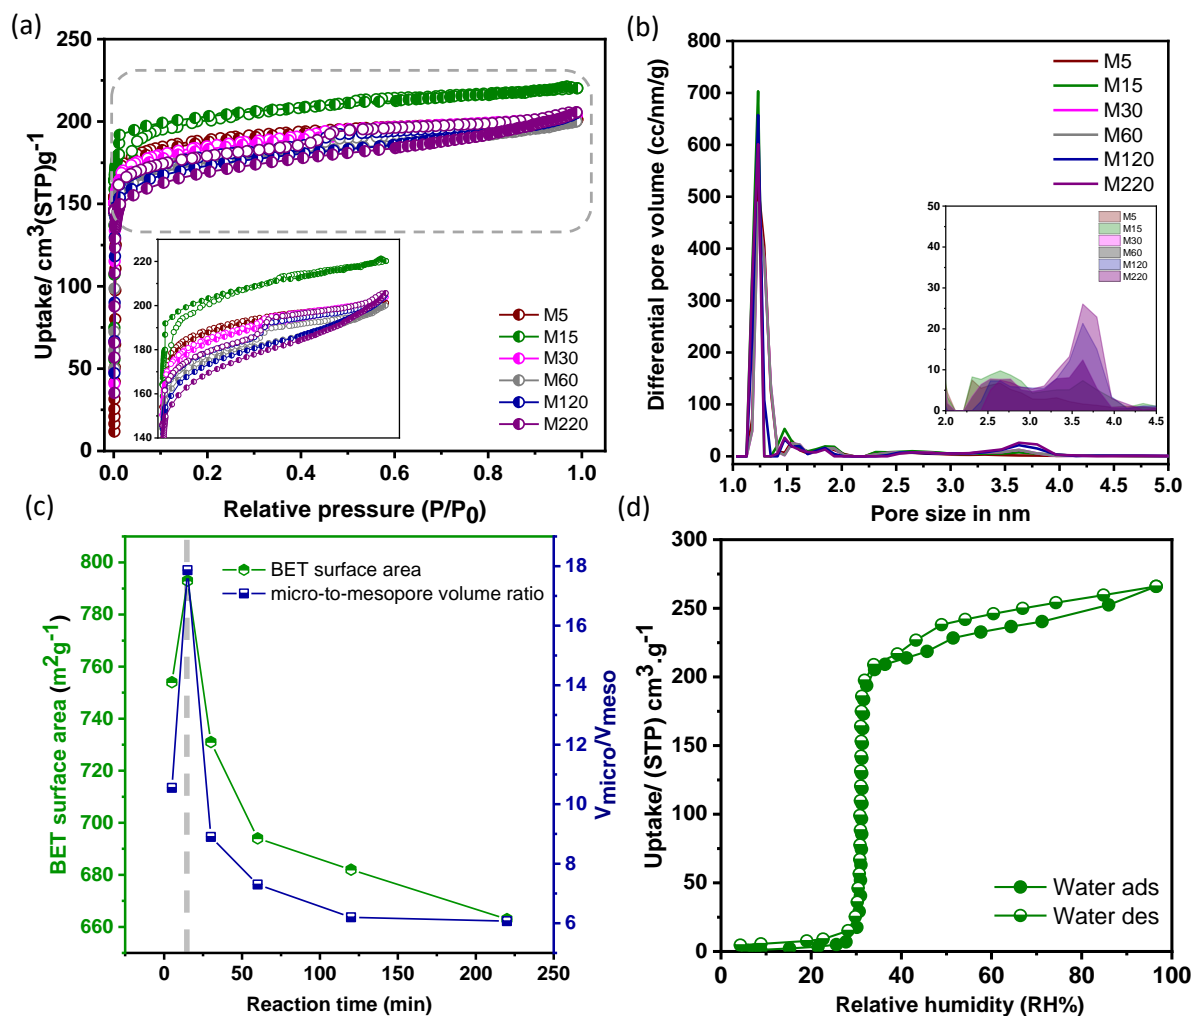 (a)
250
200
150
100
50
0
Uptake/ cm3(STP)g-1
0.0 0.2 0.4 0.6 0.8 1.0
Relative pressure (P/P0)
M5
M15
M30
M60
M120
M220
220
200
180
160
140
(b)
800
700
600
500
400
300
200
100
0
Differential pore volume (cc/nm/g)
1.0 1.5 2.0 2.5 3.0 3.5 4.0 4.5 5.0
Pore size in nm
M5
M15
M30
M60
M120
M220
50
40
30
20
10
0
2.0 2.5 3.0 3.5 4.0 4.5
M5
M15
M30
M60
M120
M220
(c)
800
780
760
740
720
700
680
660
BET surface area (m2g-1)
BET surface area
micro-to-mesopore volume ratio
18
16
14
12
10
8
6
Vmicro/Vmeso
0 50 100 150 200 250
Reaction time (min)
(d)
300
250
200
150
100
50
0
Uptake/ (STP) cm3.g-1
Water ads
Water des
0 20 40 60 80 100
Relative humidity (RH%)